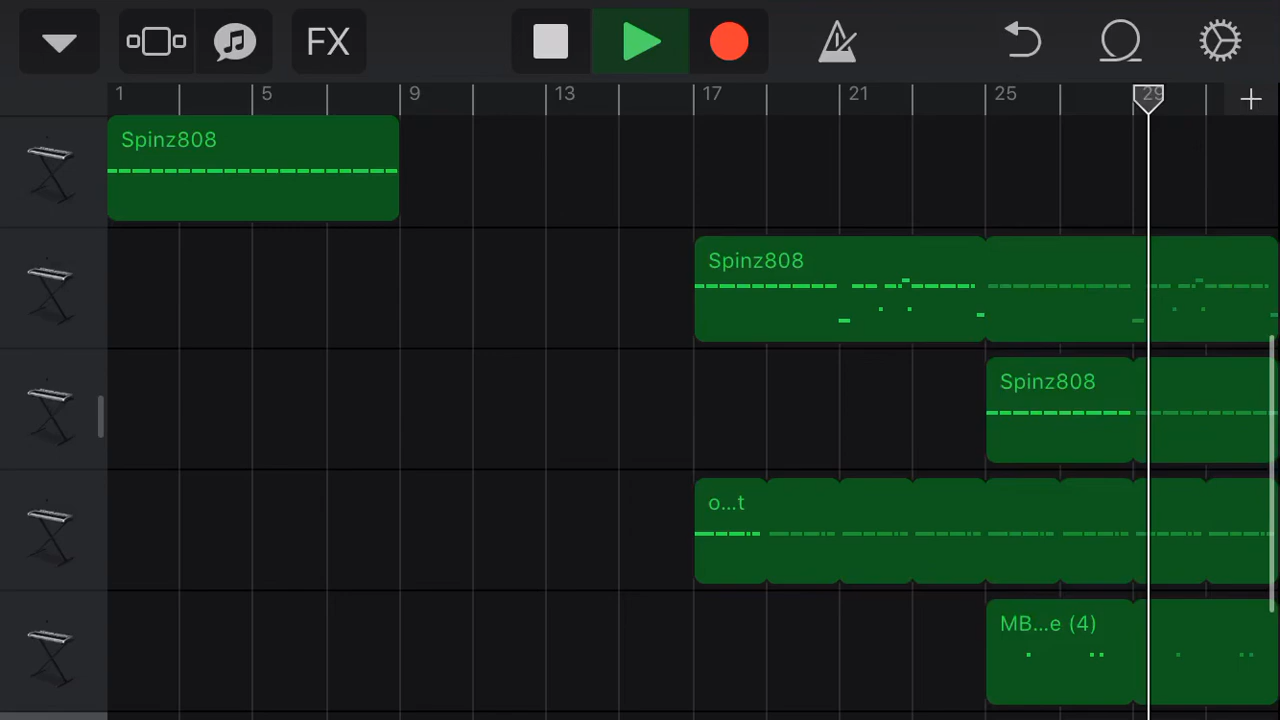 FX
1 5 9 13 17 21 25 29
Spinz808
Spinz808
Spinz808
o...t
MB...e (4)